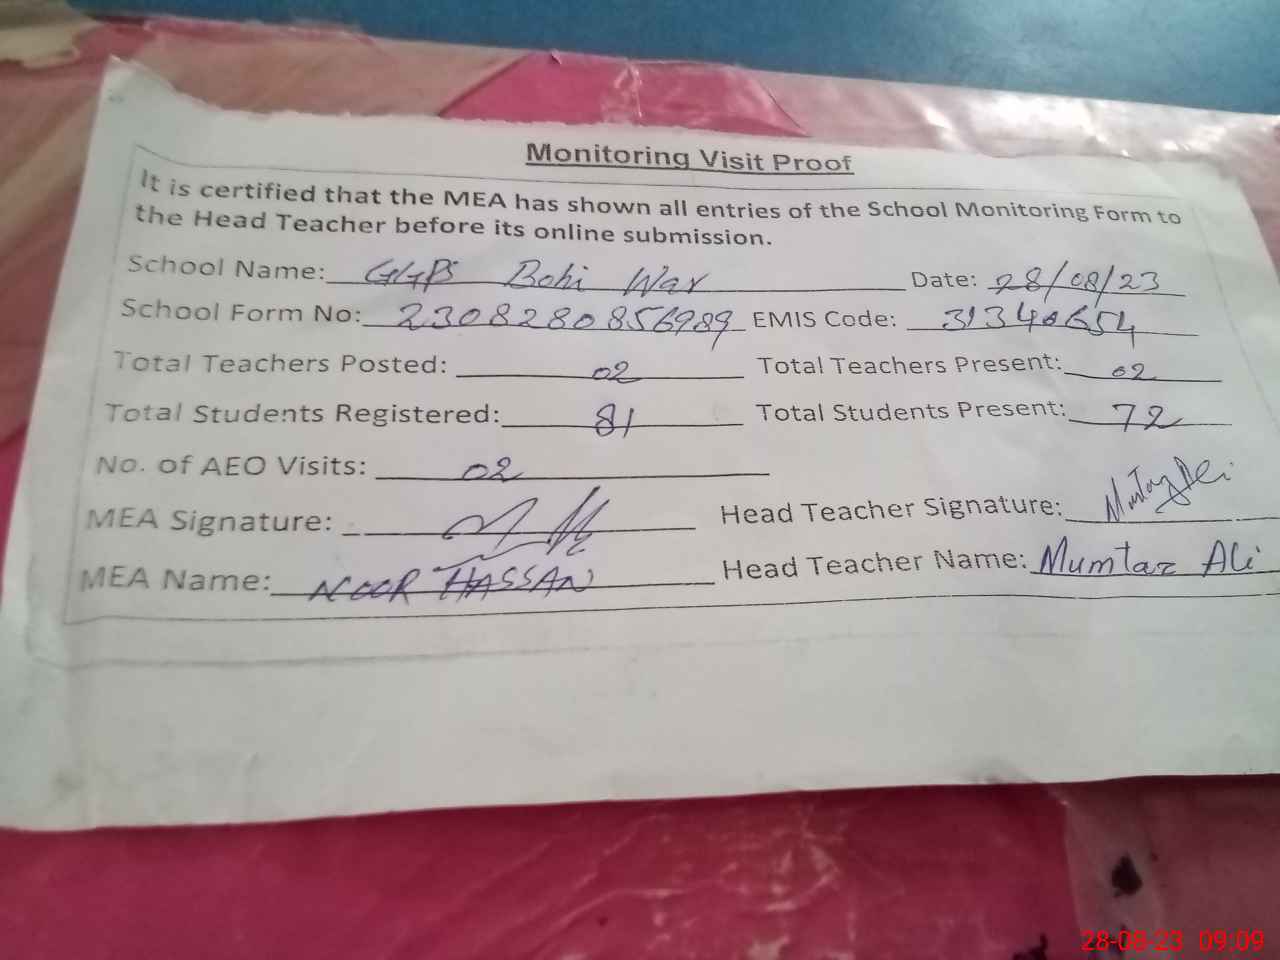 Monitoring Visit Proof
It is certified that the MEA has shown all entries of the School Monitoring Form to
the Head Teacher before its online submission.
School Name: GGPS Bohi War Date: 28/08/23
School Form No: 2308280856989 EMIS Code: 31340654
Total Teachers Posted: 02 Total Teachers Present: 02
Total Students Registered: 81 Total Students Present: 72
No. of AEO Visits: 02
MEA Signature: Head Teacher Signature: Mumtaz Ali
MEA Name: NOOR HASSAN Head Teacher Name: Mumtaz Ali
28-08-23 09:09